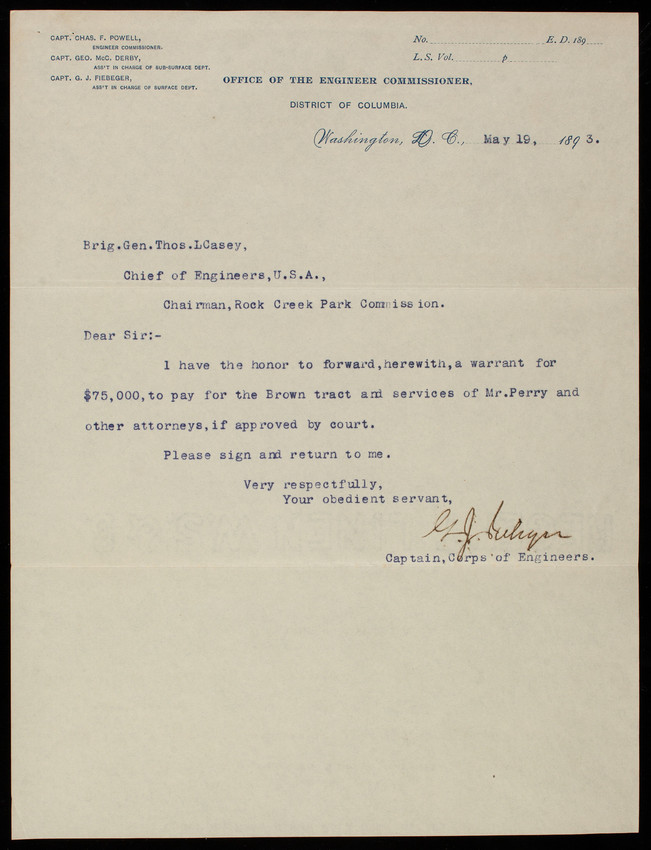 CAPT. CHAS. F. POWELL,
ENGINEER COMMISSIONER.
CAPT. GEO. McC. DERBY,
ASS'T IN CHARGE OF SUB-SURFACE DEPT.
CAPT. G. J. FIEBEGER,
ASS'T IN CHARGE OF SURFACE DEPT.
No. E. D. 189
L. S. Vol. p
OFFICE OF THE ENGINEER COMMISSIONER,
DISTRICT OF COLUMBIA.
Washington, D. C., May 19, 1893.
Brig.Gen.Thos.LCasey,
Chief of Engineers,U.S.A.,
Chairman,Rock Creek Park Commission.
Dear Sir:-
I have the honor to forward,herewith,a warrant for
$75,000,to pay for the Brown tract and services of Mr.Perry and
other attorneys,if approved by court.
Please sign and return to me.
Very respectfully,
Your obedient servant,
G. J. Fiebeger
Captain,Corps of Engineers.